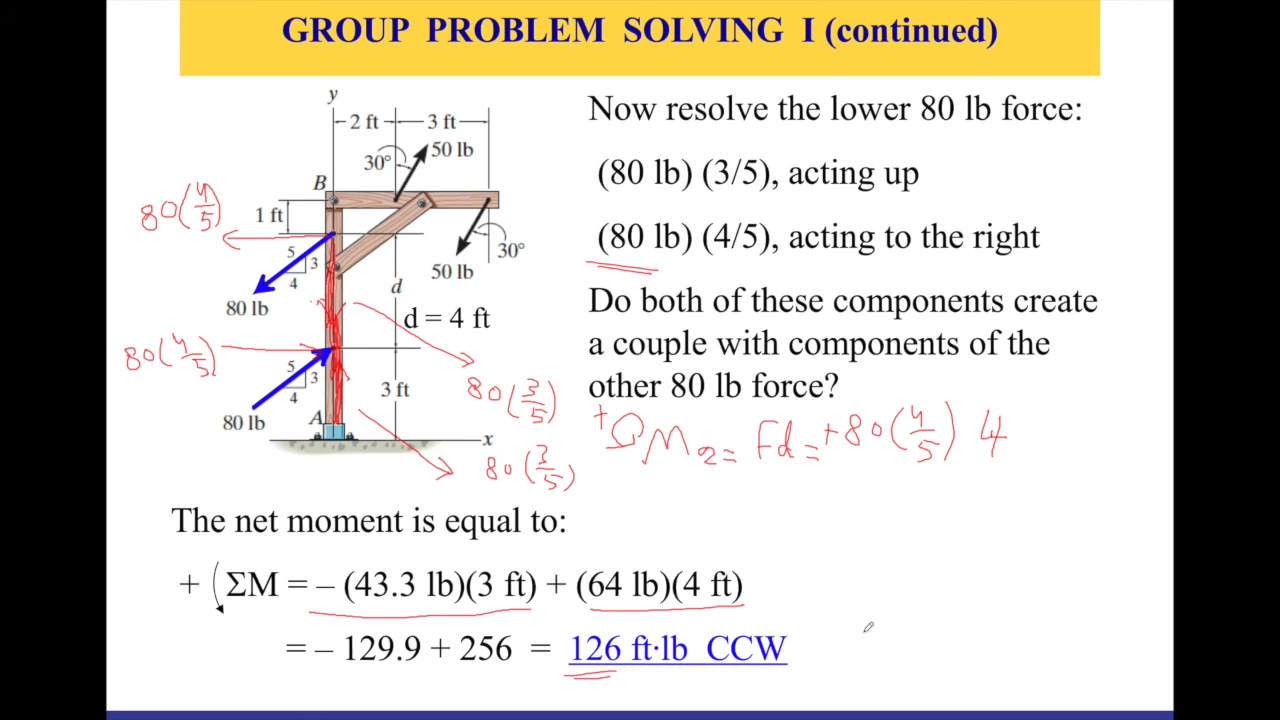 GROUP PROBLEM SOLVING I (continued)
y
2 ft
3 ft
50 lb
30°
B
1 ft
80(4/5)
5
3
4
80 lb
50 lb
30°
d
d = 4 ft
80(4/5)
5
3
4
80 lb
3 ft
A
x
80(3/5)
80(3/5)
Now resolve the lower 80 lb force:
(80 lb) (3/5), acting up
(80 lb) (4/5), acting to the right
Do both of these components create
a couple with components of the
other 80 lb force?
M2 = Fd = +80(4/5) 4
The net moment is equal to:
+ ΣM = – (43.3 lb)(3 ft) + (64 lb)(4 ft)
= – 129.9 + 256 = 126 ft·lb CCW